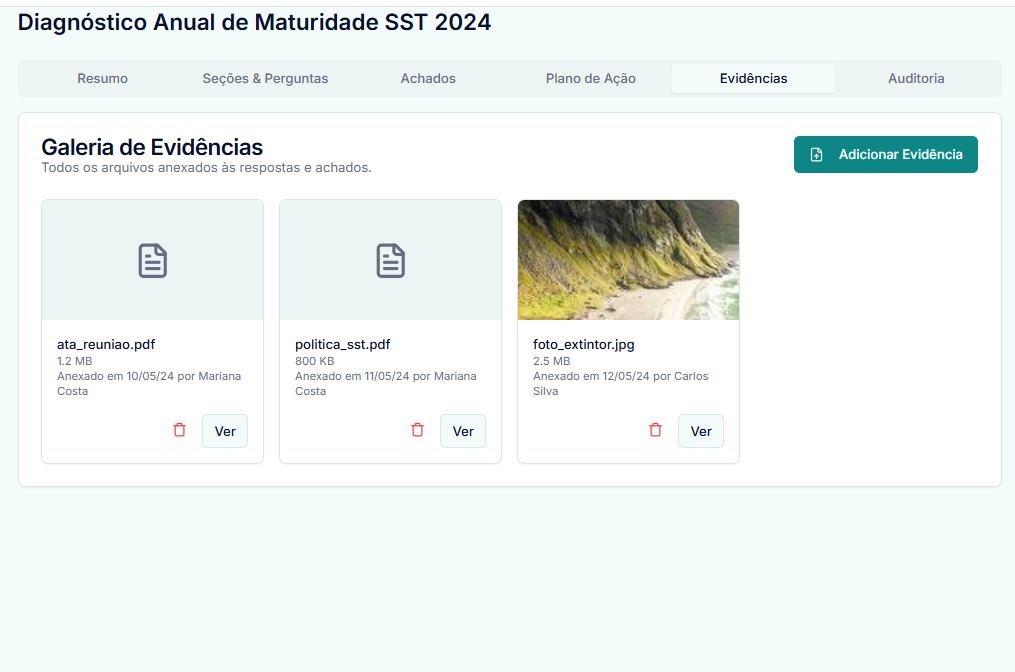 Diagnóstico Anual de Maturidade SST 2024
Resumo
Seções & Perguntas
Achados
Plano de Ação
Evidências
Auditoria
Galeria de Evidências
Todos os arquivos anexados às respostas e achados.
Adicionar Evidência
ata_reuniao.pdf
1.2 MB
Anexado em 10/05/24 por Mariana
Costa
Ver
politica_sst.pdf
800 KB
Anexado em 11/05/24 por Mariana
Costa
Ver
foto_extintor.jpg
2.5 MB
Anexado em 12/05/24 por Carlos
Silva
Ver